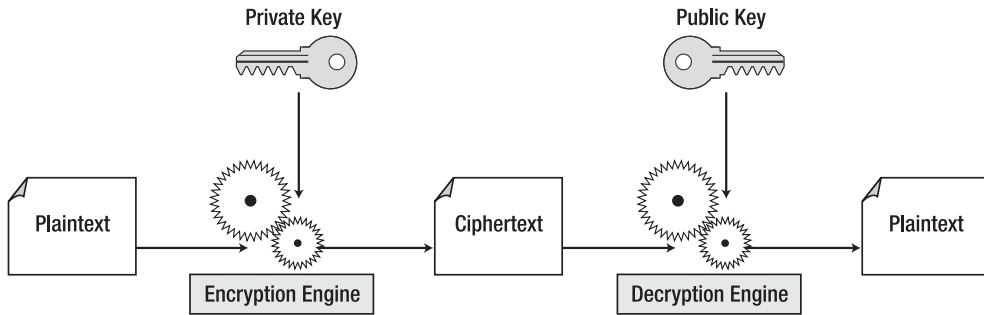 Private Key
Public Key
Plaintext
Ciphertext
Plaintext
Encryption Engine
Decryption Engine